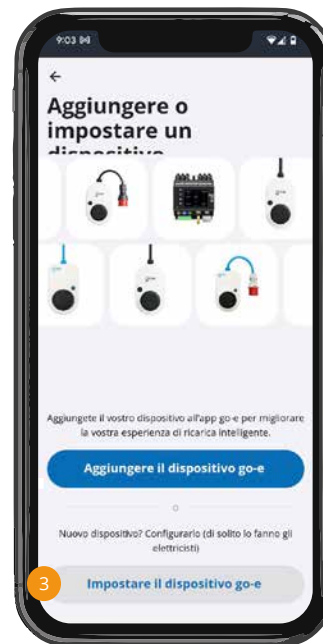 9:03
Aggiungere o
impostare un
dispositivo
Aggiungete il vostro dispositivo all'app go-e per migliorare
la vostra esperienza di ricarica intelligente.
Aggiungere il dispositivo go-e
o
Nuovo dispositivo? Configurarlo (di solito lo fanno gli
elettricisti)
3
Impostare il dispositivo go-e